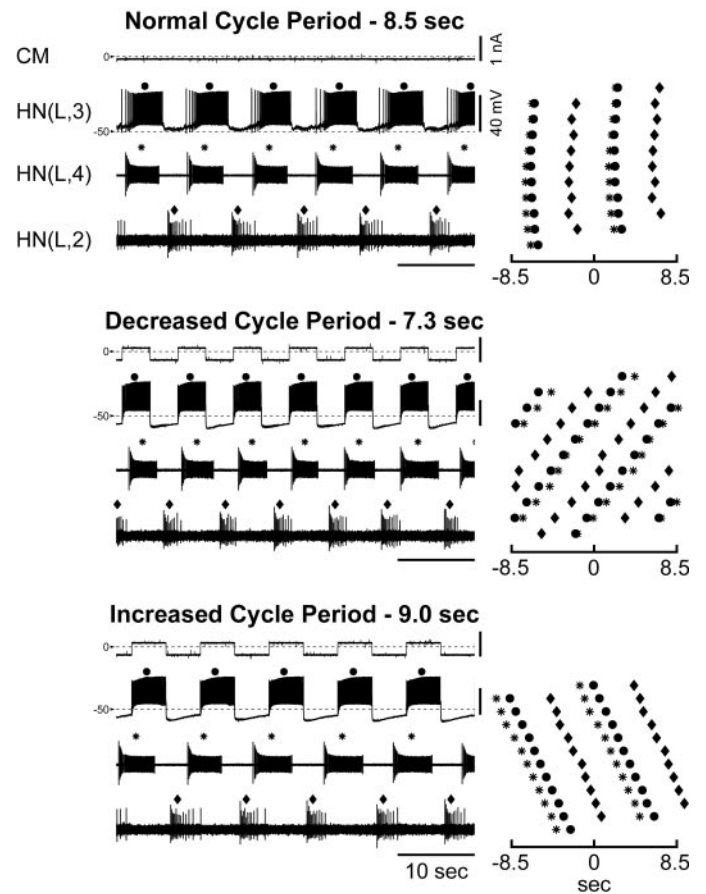 Normal Cycle Period - 8.5 sec
CM
0
1 nA
HN(L,3)
-50
40 mV
HN(L,4)
HN(L,2)
-8.5 0 8.5
Decreased Cycle Period - 7.3 sec
0
-50
-8.5 0 8.5
Increased Cycle Period - 9.0 sec
0
-50
-8.5 0 8.5
10 sec
sec